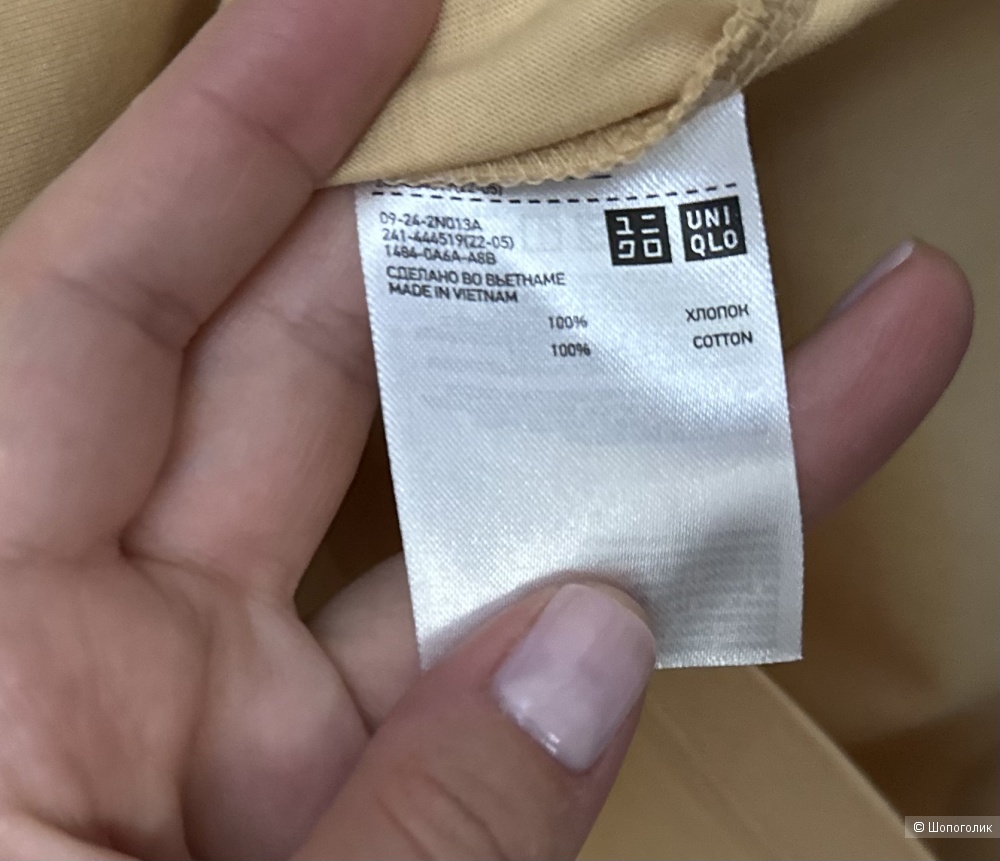 09-24-2N013A
241-444519(22-05)
1484-0A6A-A8B
ユニ
クロ
UNI
QLO
СДЕЛАНО ВО ВЬЕТНАМЕ
MADE IN VIETNAM
100% ХЛОПОК
100% COTTON
© Шопоголик